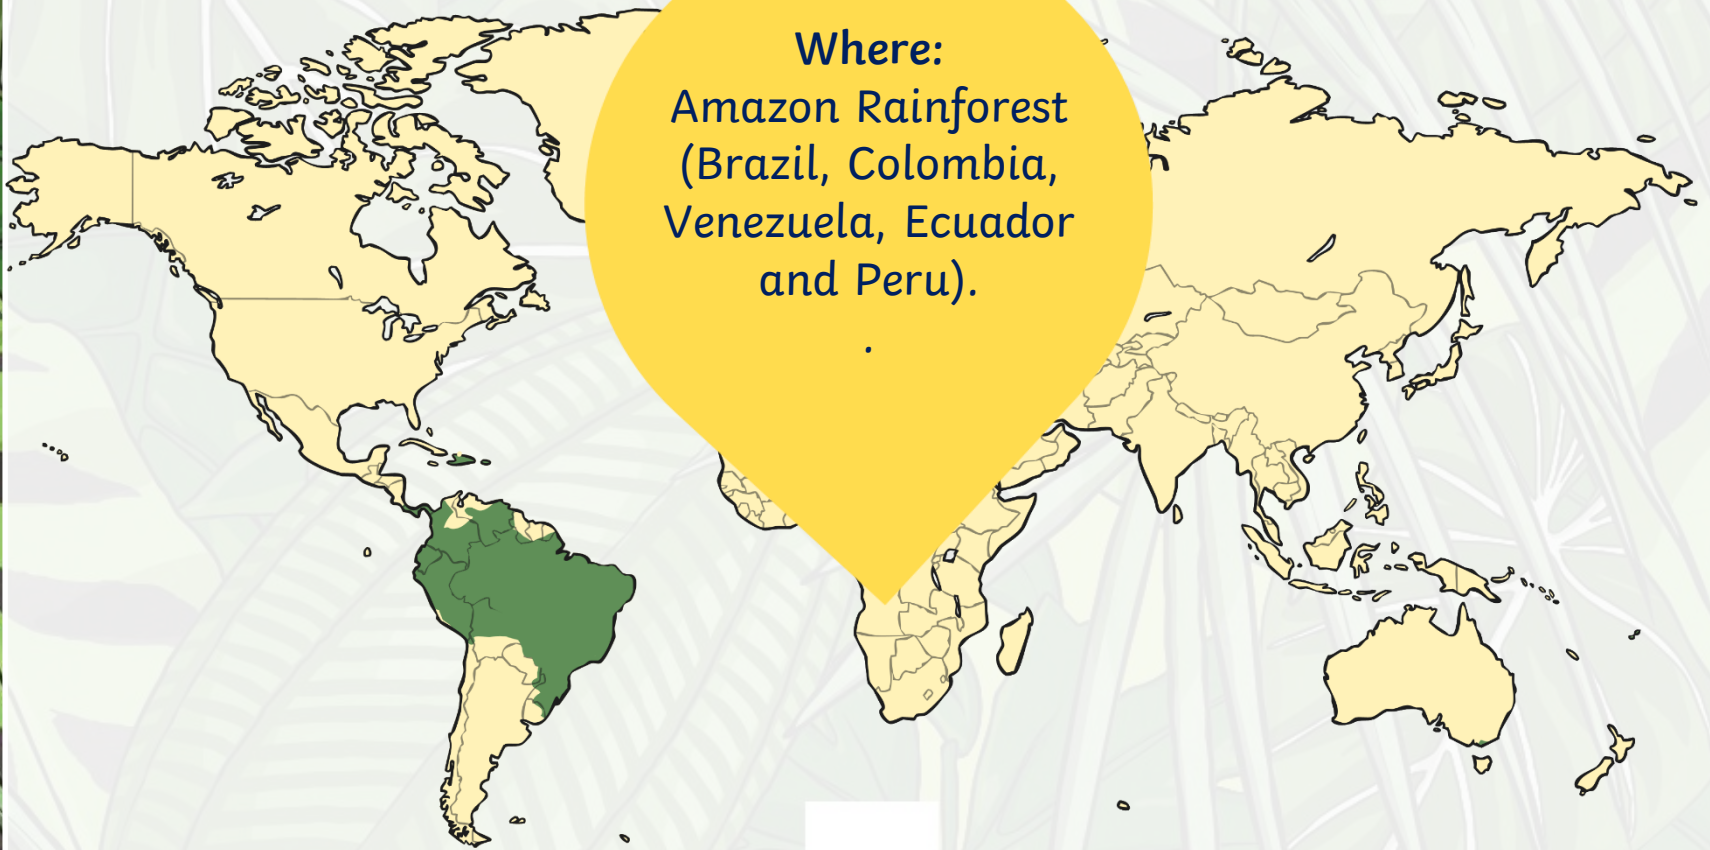 Where:
Amazon Rainforest
(Brazil, Colombia,
Venezuela, Ecuador
and Peru).
.